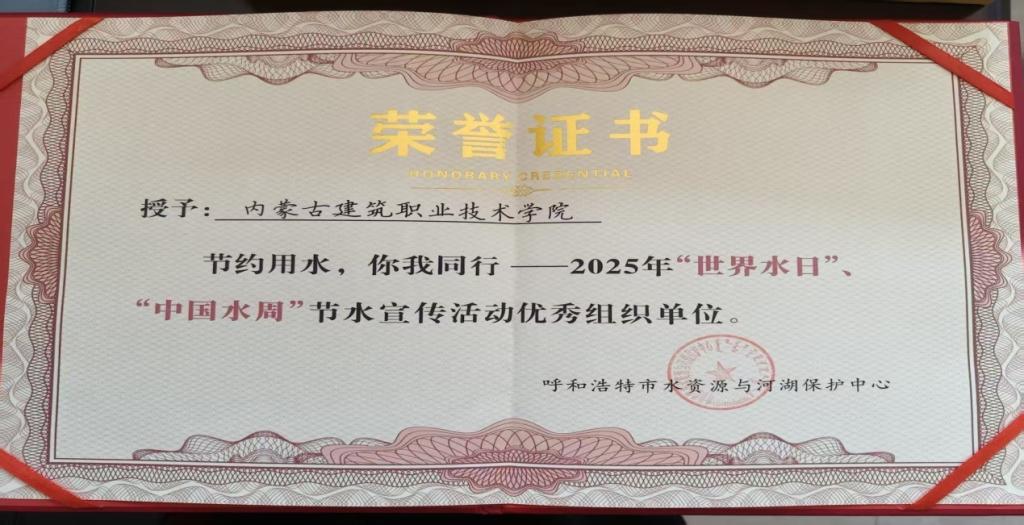 荣誉证书
HONORARY CREDENTIAL
授予：内蒙古建筑职业技术学院
节约用水，你我同行——2025年“世界水日”、
“中国水周”节水宣传活动优秀组织单位。
呼和浩特市水资源与河湖保护中心